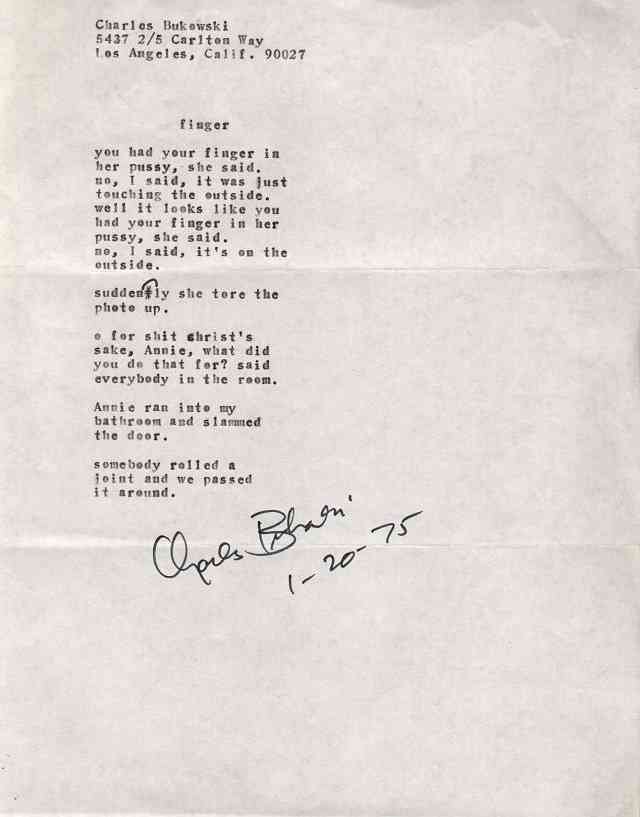 Charles Bukowski
5437 2/5 Carlton Way
Los Angeles, Calif. 90027
finger
you had your finger in
her pussy, she said.
no, I said, it was just
touching the outside.
well it looks like you
had your finger in her
pussy, she said.
no, I said, it's on the
outside.
suddenly she tore the
photo up.
o for shit christ's
sake, Annie, what did
you do that for? said
everybody in the room.
Annie ran into my
bathroom and slammed
the door.
somebody rolled a
joint and we passed
it around.
Charles Bukowski
1-20-75